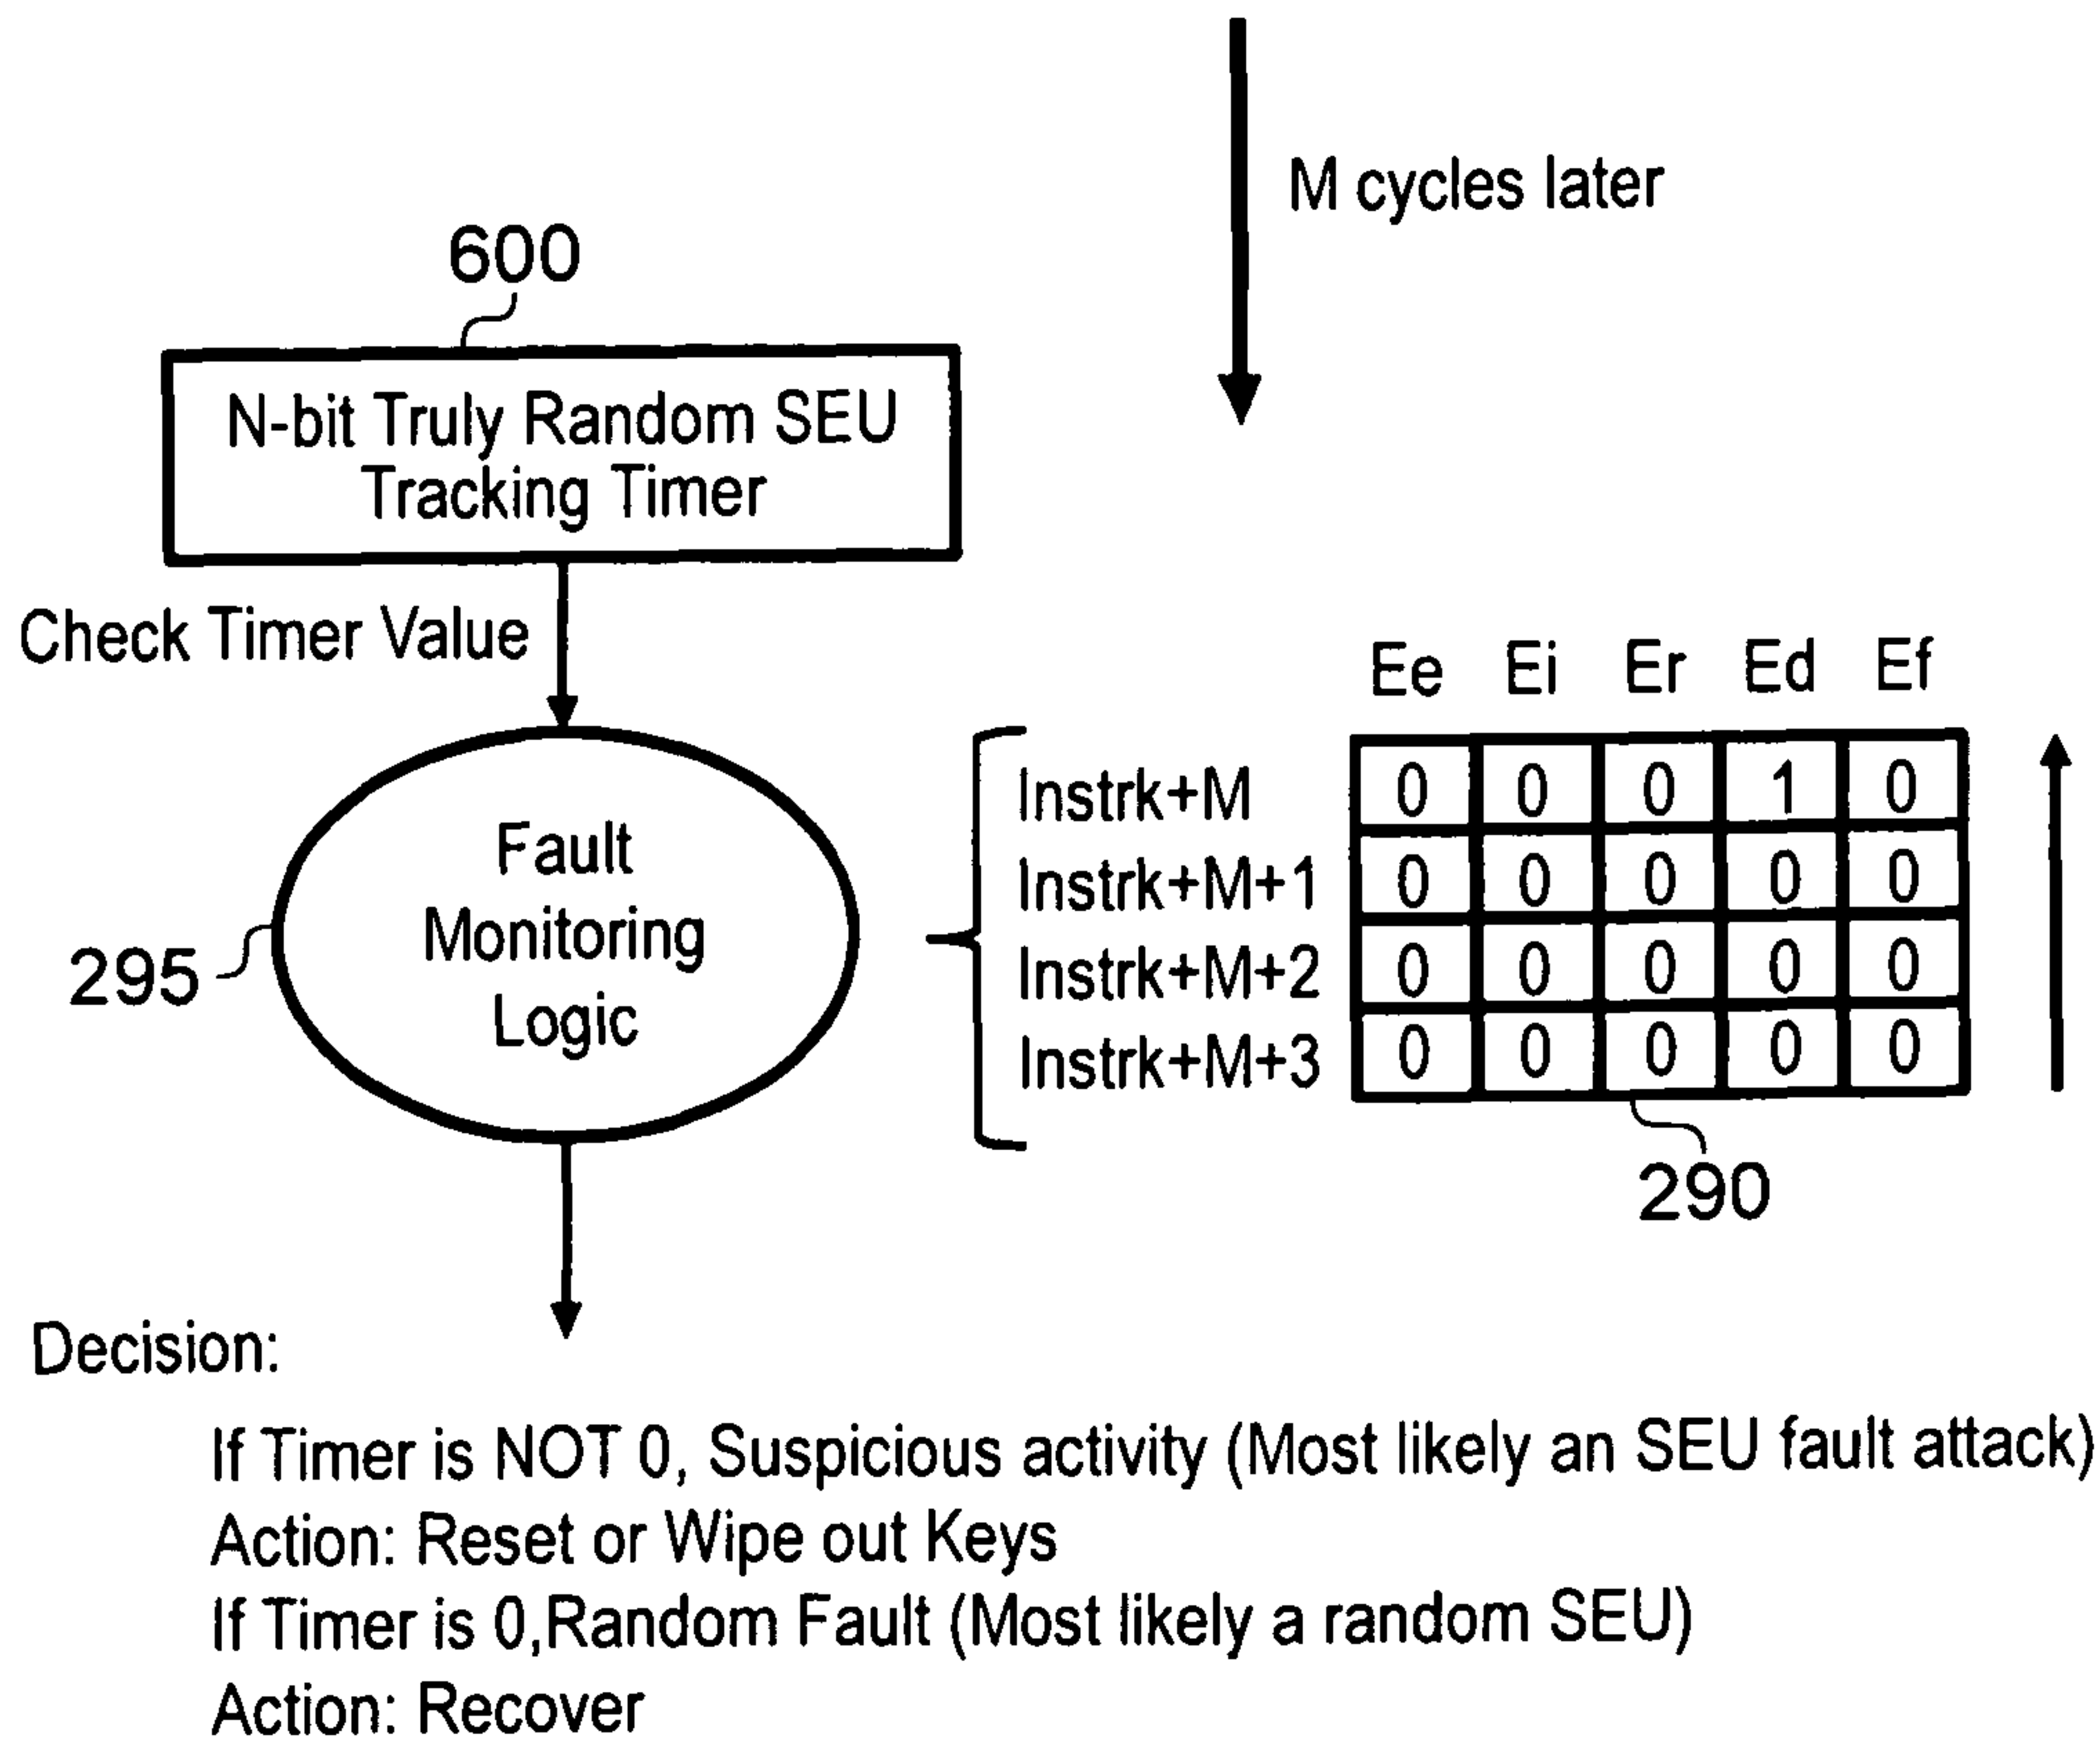 M cycles later
600
N-bit Truly Random SEU
Tracking Timer
Check Timer Value
Ee Ei Er Ed Ef
Instrk+M 0 0 0 1 0
Instrk+M+1 0 0 0 0 0
Instrk+M+2 0 0 0 0 0
Instrk+M+3 0 0 0 0 0
Fault
Monitoring
Logic
295
290
Decision:
If Timer is NOT 0, Suspicious activity (Most likely an SEU fault attack)
Action: Reset or Wipe out Keys
If Timer is 0,Random Fault (Most likely a random SEU)
Action: Recover